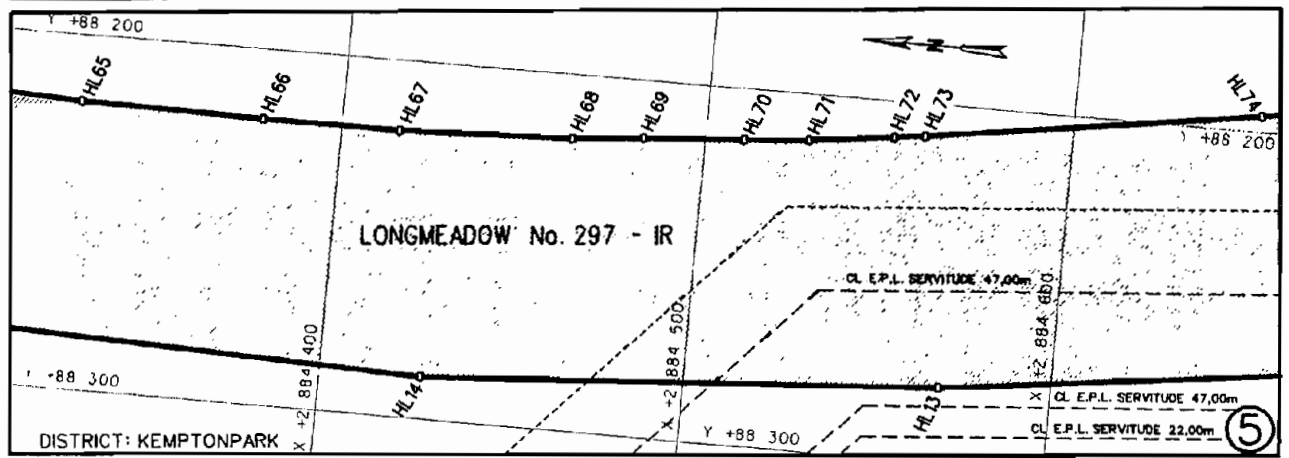 Y +88 200
N
HL65
HL66
HL67
HL68
HL69
HL70
HL71
HL72
HL73
HL74
+88 200
LONGMEADOW No. 297 - IR
CL E.P.L. SERVITUDE 47,00m
X +2 884 400
X +2 884 500
X +2 884 600
+88 300
HL14
HL13
CL E.P.L. SERVITUDE 47,00m
Y +88 300
CL E.P.L. SERVITUDE 22,00m
DISTRICT: KEMPTONPARK
5